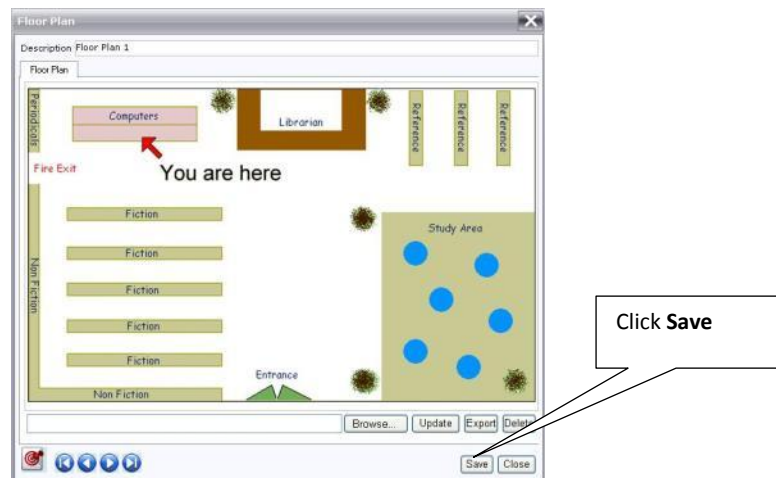 Floor Plan
Description Floor Plan 1
Floor Plan
Periodicals
Computers
Librarian
Reference
Reference
Reference
Fire Exit
You are here
Fiction
Study Area
Fiction
Non Fiction
Fiction
Fiction
Fiction
Entrance
Non Fiction
Browse... Update Export Delete
Save Close
Click Save